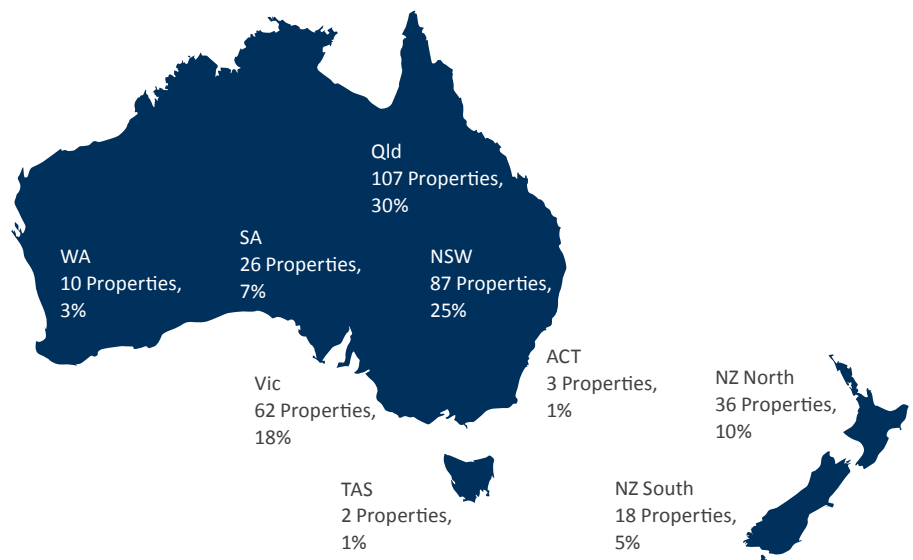 Qld
107 Properties,
30%
WA
10 Properties,
3%
SA
26 Properties,
7%
NSW
87 Properties,
25%
Vic
62 Properties,
18%
ACT
3 Properties,
1%
NZ North
36 Properties,
10%
TAS
2 Properties,
1%
NZ South
18 Properties,
5%